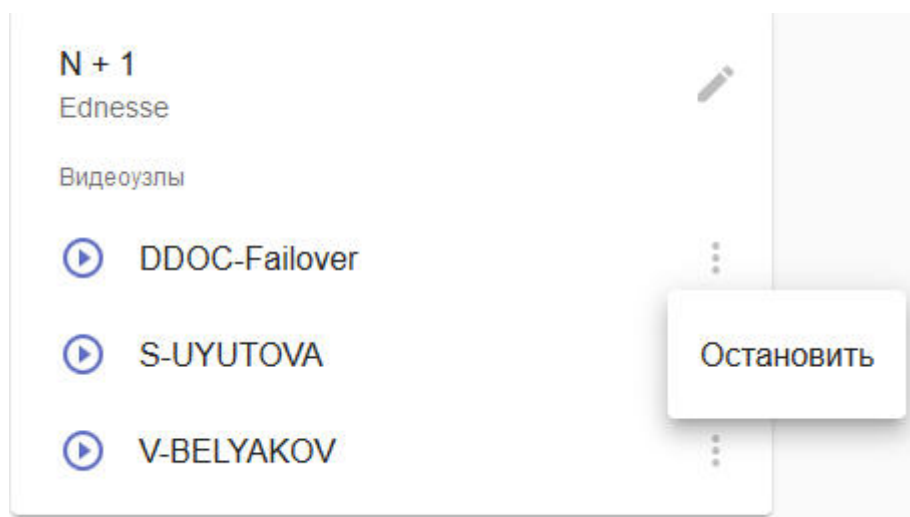 N + 1
Ednesse
Видеоузлы
DDOC-Failover
S-UYUTOVA
Остановить
V-BELYAKOV